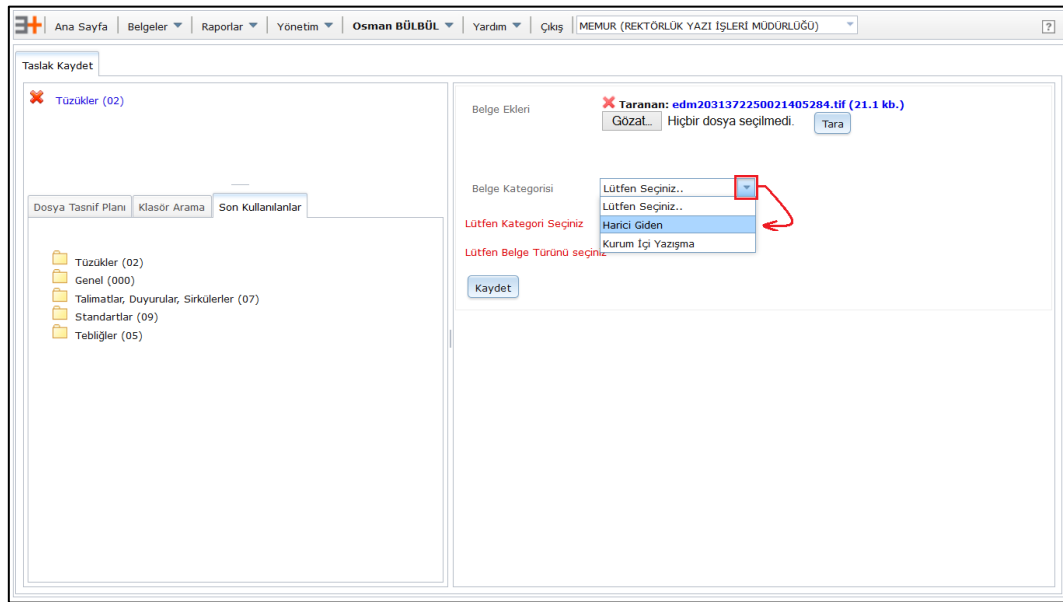 Ana Sayfa Belgeler Raporlar Yönetim Osman BÜLBÜL Yardım Çıkış MEMUR (REKTÖRLÜK YAZI İŞLERİ MÜDÜRLÜĞÜ) ?
Taslak Kaydet
Tüzükler (02)
Dosya Tasnif Planı Klasör Arama Son Kullanılanlar
Tüzükler (02)
Genel (000)
Talimatlar, Duyurular, Sirkülerler (07)
Standartlar (09)
Tebliğler (05)
Belge Ekleri
Taranan: edm2031372250021405284.tif (21.1 kb.)
Gözat... Hiçbir dosya seçilmedi. Tara
Belge Kategorisi Lütfen Seçiniz..
Lütfen Seçiniz..
Lütfen Kategori Seçiniz Harici Giden
Kurum İçi Yazışma
Lütfen Belge Türünü seçiniz
Kaydet